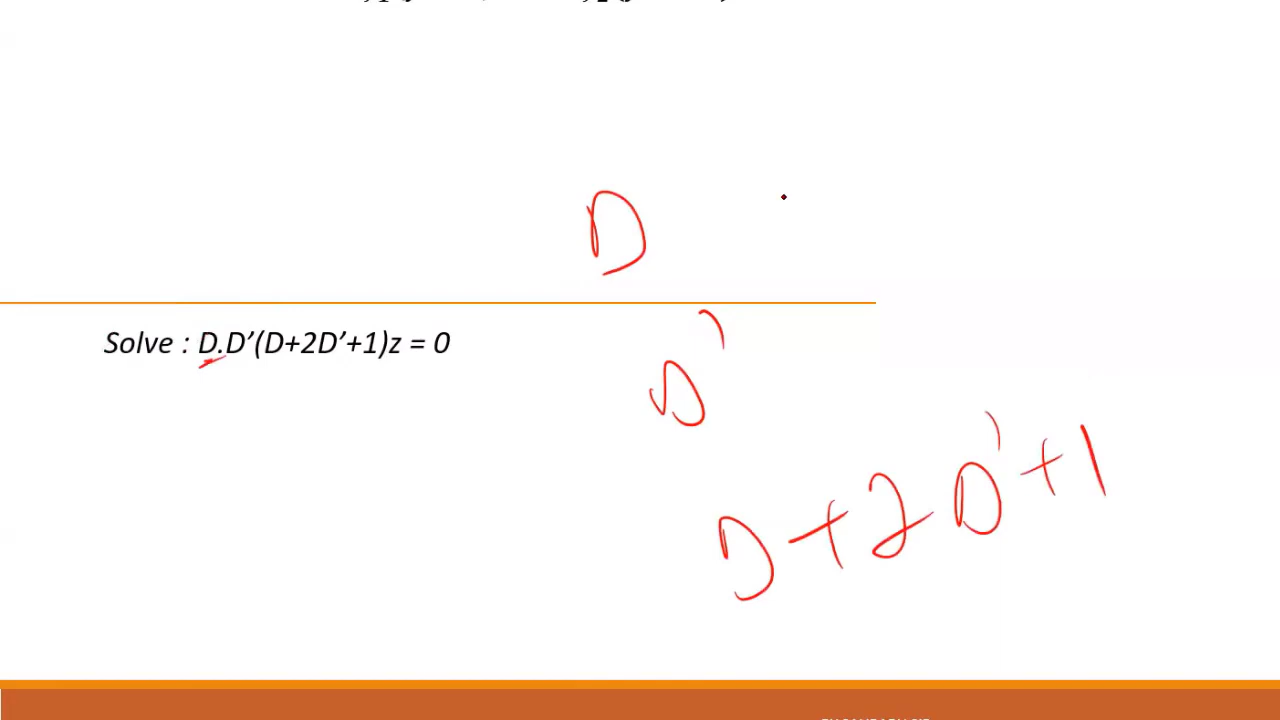 D
Solve : D.D’(D+2D’+1)z = 0
D'
D+2D'+1